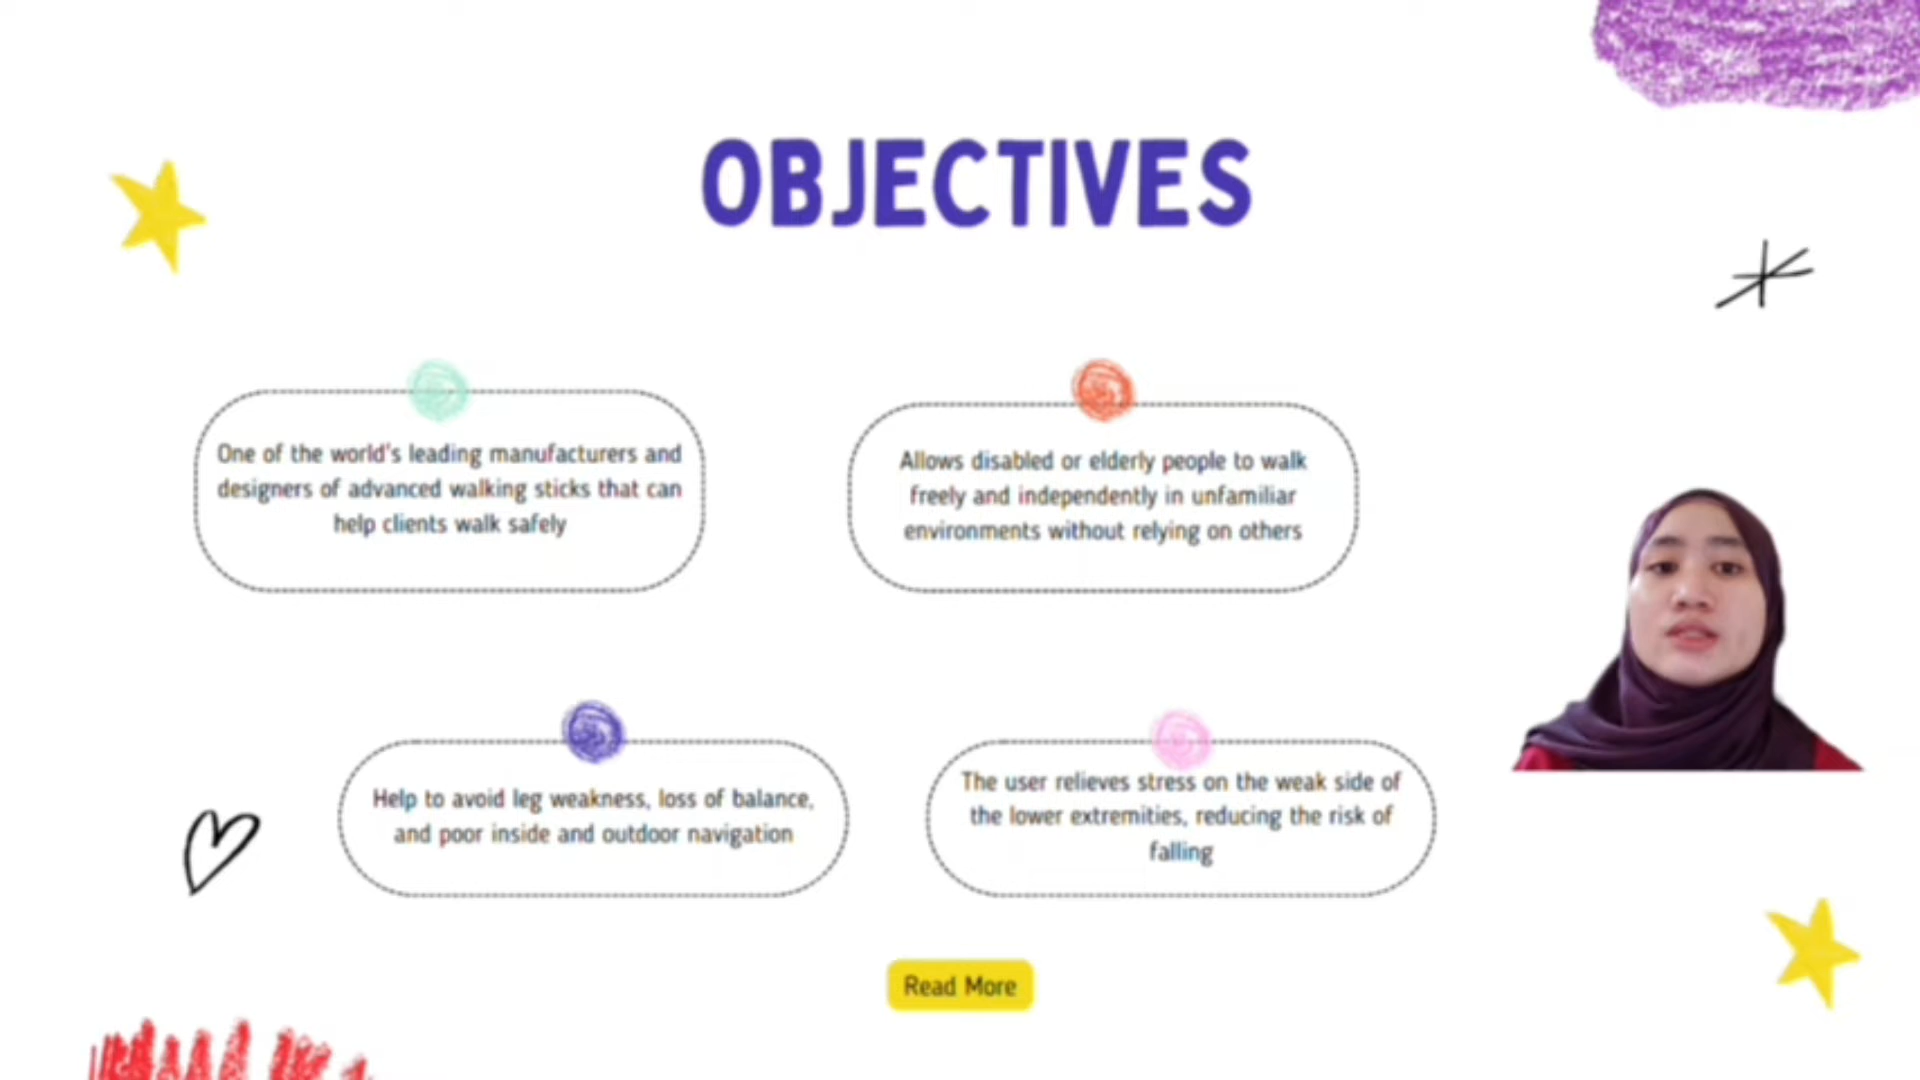 OBJECTIVES
One of the world's leading manufacturers and
designers of advanced walking sticks that can
help clients walk safely
Allows disabled or elderly people to walk
freely and independently in unfamiliar
environments without relying on others
Help to avoid leg weakness, loss of balance,
and poor inside and outdoor navigation
The user relieves stress on the weak side of
the lower extremities, reducing the risk of
falling
Read More